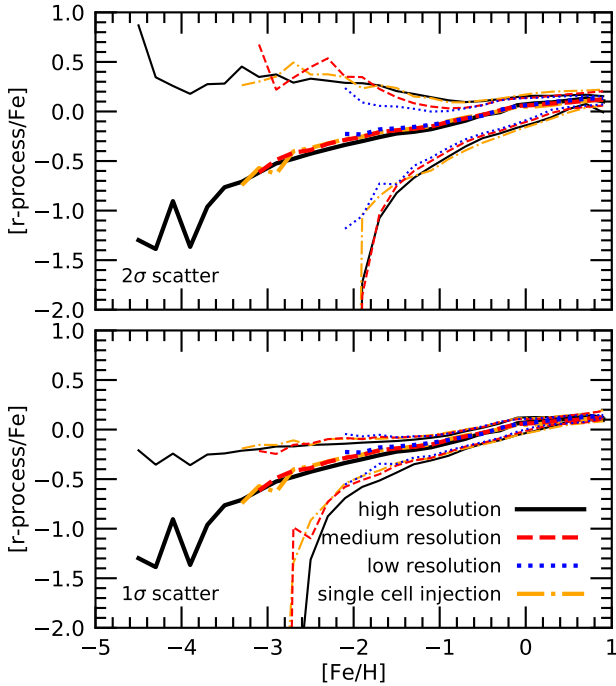 1.0
0.5
0.0
−0.5
−1.0
−1.5
−2.0
[r-process/Fe]
2σ scatter
1.0
0.5
0.0
−0.5
−1.0
−1.5
−2.0
[r-process/Fe]
high resolution
medium resolution
low resolution
single cell injection
1σ scatter
−5 −4 −3 −2 −1 0 1
[Fe/H]